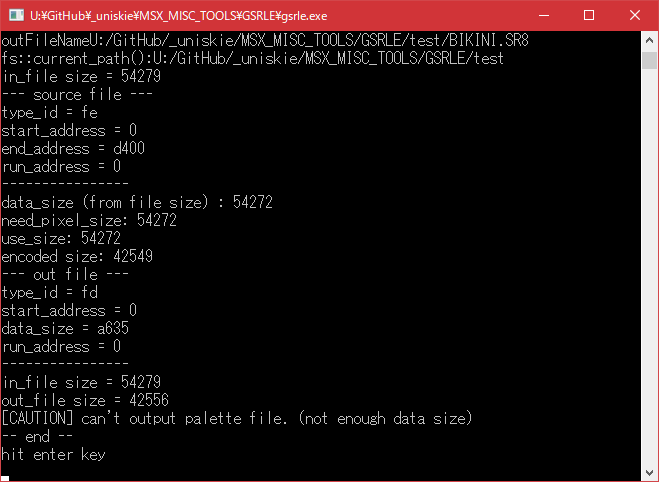 U:¥GitHub¥_uniskie¥MSX_MISC_TOOLS¥GSRLE¥gsrle.exe
outFileNameU:/GitHub/_uniskie/MSX_MISC_TOOLS/GSRLE/test/BIKINI.SR8
fs::current_path():U:/GitHub/_uniskie/MSX_MISC_TOOLS/GSRLE/test
in_file size = 54279
--- source file ---
type_id = fe
start_address = 0
end_address = d400
run_address = 0
----------------
data_size (from file size) : 54272
need_pixel_size: 54272
use_size: 54272
encoded size: 42549
--- out file ---
type_id = fd
start_address = 0
data_size = a635
run_address = 0
----------------
in_file size = 54279
out_file size = 42556
[CAUTION] can't output palette file. (not enough data size)
-- end --
hit enter key